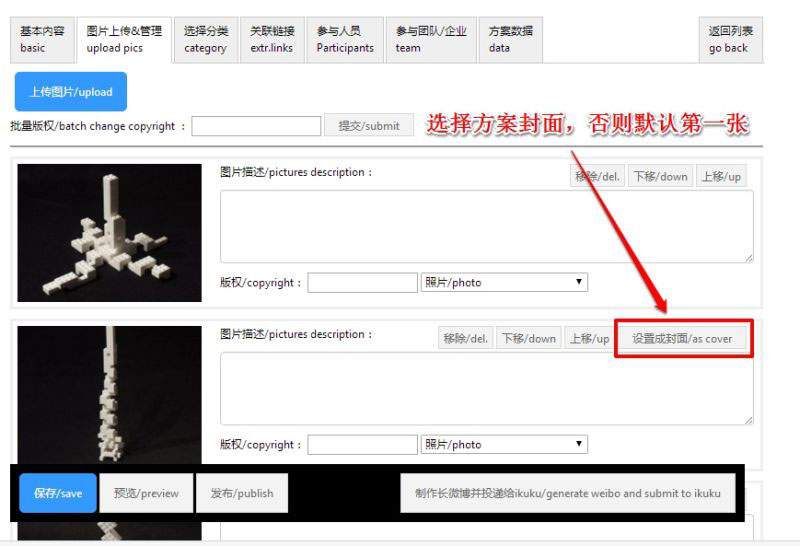 基本内容
basic
图片上传&管理
upload pics
选择分类
category
关联链接
extr.links
参与人员
Participants
参与团队/企业
team
方案数据
data
返回列表
go back
上传图片/upload
批量版权/batch change copyright :
提交/submit
选择方案封面，否则默认第一张
图片描述/pictures description :
移除/del.
下移/down
上移/up
版权/copyright :
照片/photo
图片描述/pictures description :
移除/del.
下移/down
上移/up
设置成封面/as cover
版权/copyright :
照片/photo
保存/save
预览/preview
发布/publish
制作长微博并投递给ikuku/generate weibo and submit to ikuku